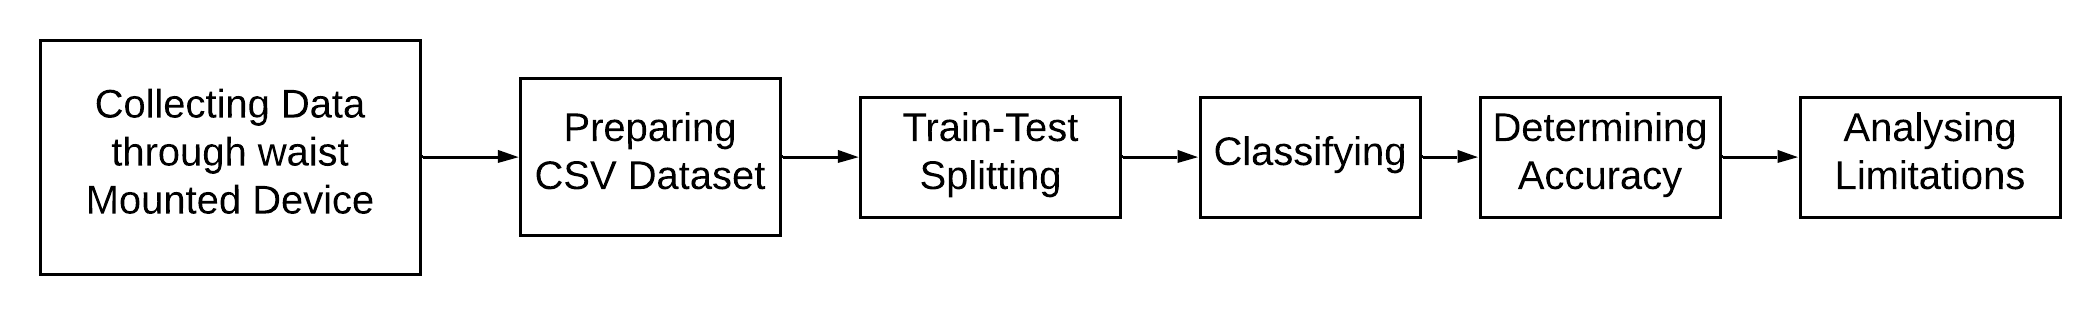 Collecting Data
through waist
Mounted Device
Preparing
CSV Dataset
Train-Test
Splitting
Classifying
Determining
Accuracy
Analysing
Limitations